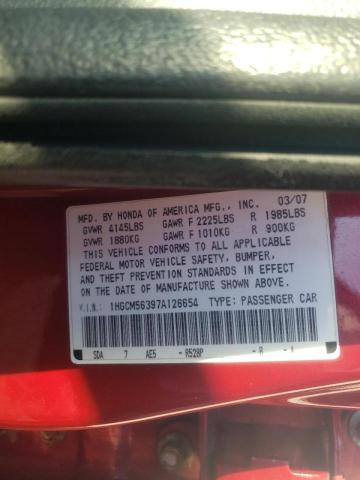 MFD. BY HONDA OF AMERICA MFG., INC. 03/07
GVWR 4145LBS GAWR F 2225LBS R 1985LBS
GVWR 1880KG GAWR F 1010KG R 900KG
THIS VEHICLE CONFORMS TO ALL APPLICABLE
FEDERAL MOTOR VEHICLE SAFETY, BUMPER,
AND THEFT PREVENTION STANDARDS IN EFFECT
ON THE DATE OF MANUFACTURE SHOWN ABOVE.
V.I.N.: 1HGCM56397A126654 TYPE: PASSENGER CAR
SDA 7 AE5 - R528P - B - A